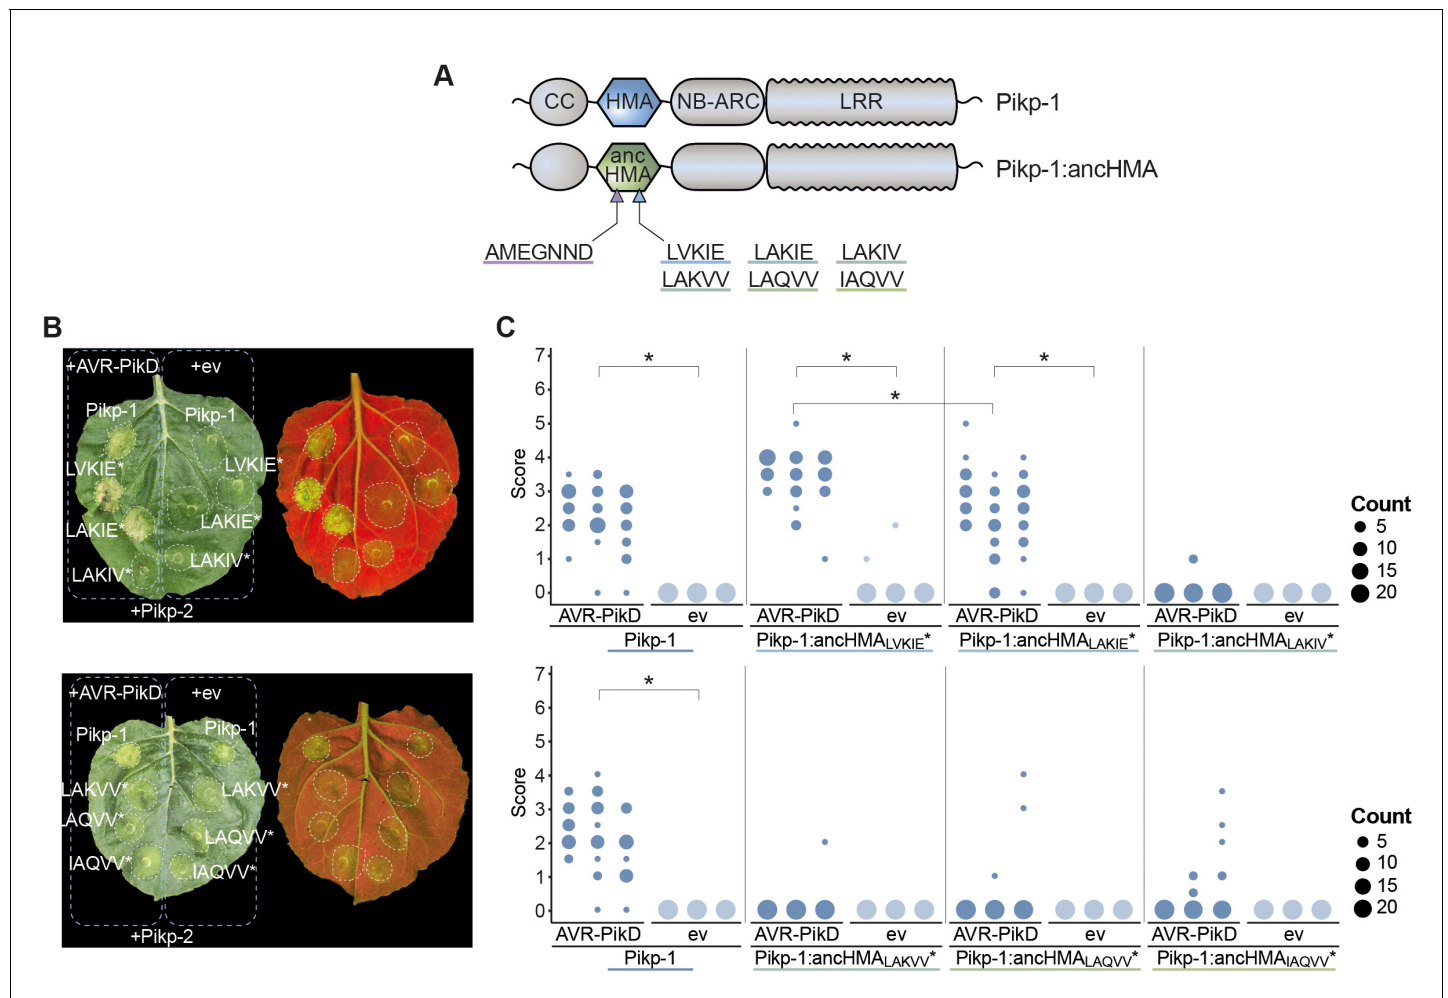 A
CC HMA NB-ARC LRR Pikp-1
anc
HMA
Pikp-1:ancHMA
AMEGNND LVKIE LAKIE LAKIV
LAKVV LAQVV IAQVV
B
+AVR-PikD +ev
Pikp-1 Pikp-1
LVKIE* LVKIE*
LAKIE* LAKIE*
LAKIV* LAKIV*
+Pikp-2
+AVR-PikD +ev
Pikp-1 Pikp-1
LAKVV* LAKVV*
LAQVV* LAQVV*
IAQVV* IAQVV*
+Pikp-2
C
Score
7
6
5
4
3
2
1
0
* * * *
AVR-PikD ev AVR-PikD ev AVR-PikD ev AVR-PikD ev
Pikp-1 Pikp-1:ancHMALVKIE* Pikp-1:ancHMALAKIE* Pikp-1:ancHMALAKIV*
Count
5
10
15
20
Score
7
6
5
4
3
2
1
0
*
AVR-PikD ev AVR-PikD ev AVR-PikD ev AVR-PikD ev
Pikp-1 Pikp-1:ancHMALAKVV* Pikp-1:ancHMALAQVV* Pikp-1:ancHMAIAQVV*
Count
5
10
15
20